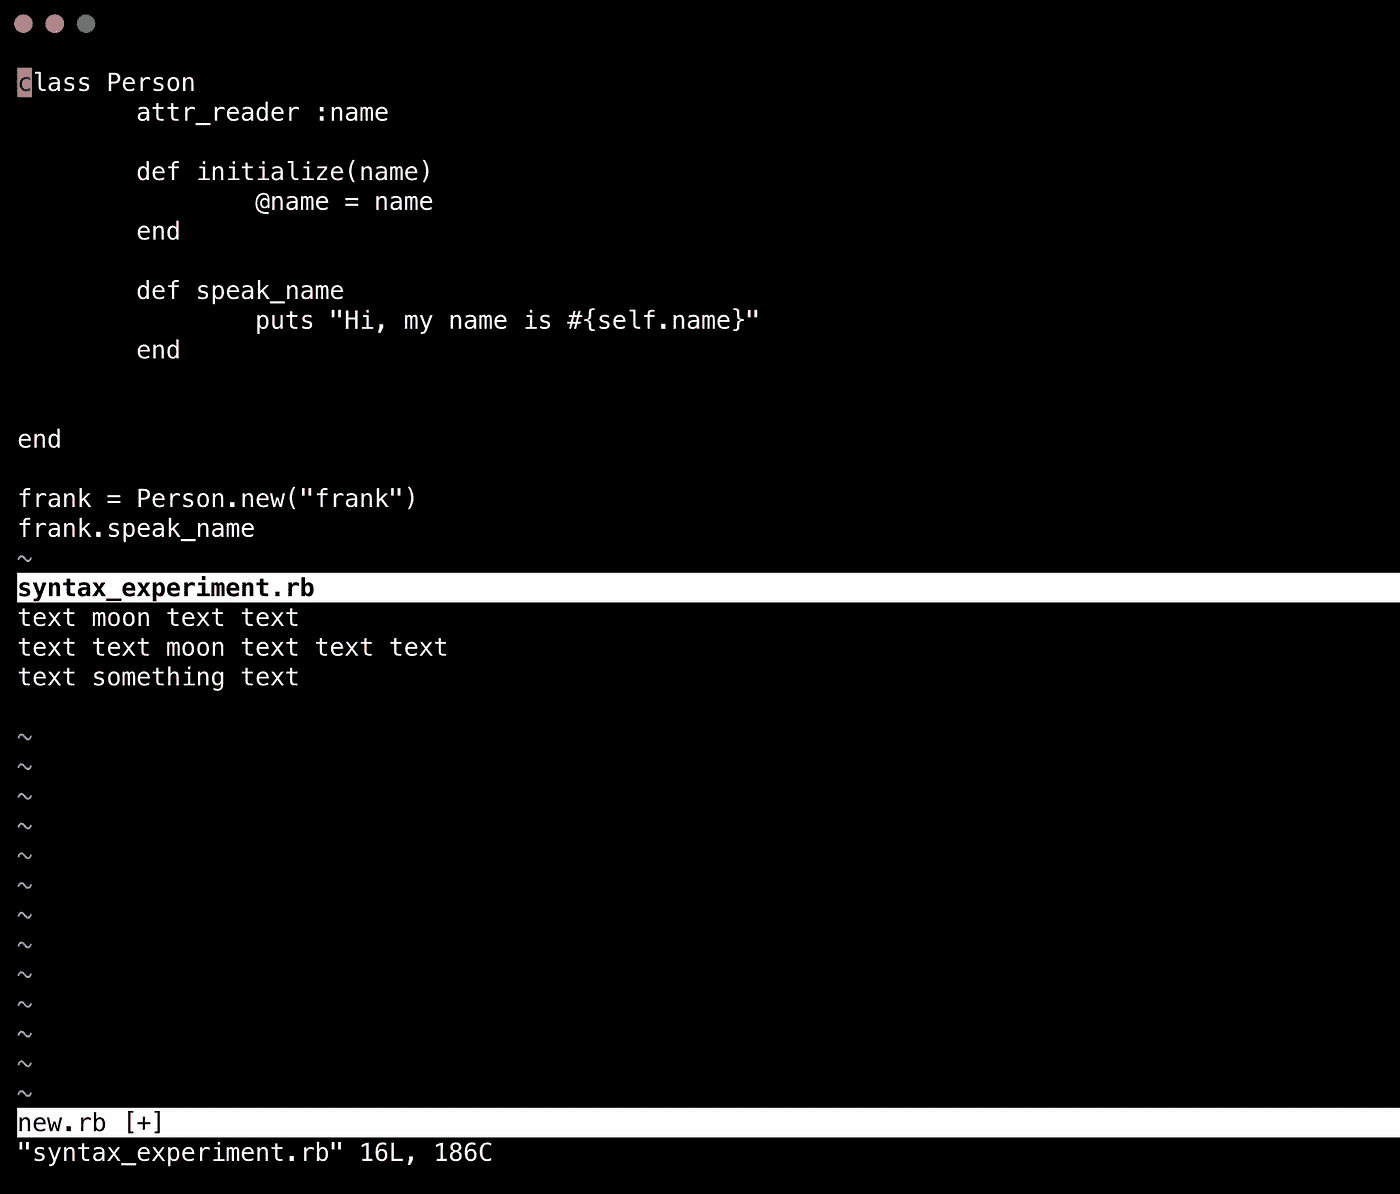 class Person
        attr_reader :name
        def initialize(name)
                @name = name
        end
        def speak_name
                puts "Hi, my name is #{self.name}"
        end
end
frank = Person.new("frank")
frank.speak_name
~
syntax_experiment.rb
text moon text text
text text moon text text text
text something text
~
~
~
~
~
~
~
~
~
~
~
~
~
new.rb [+]
"syntax_experiment.rb" 16L, 186C